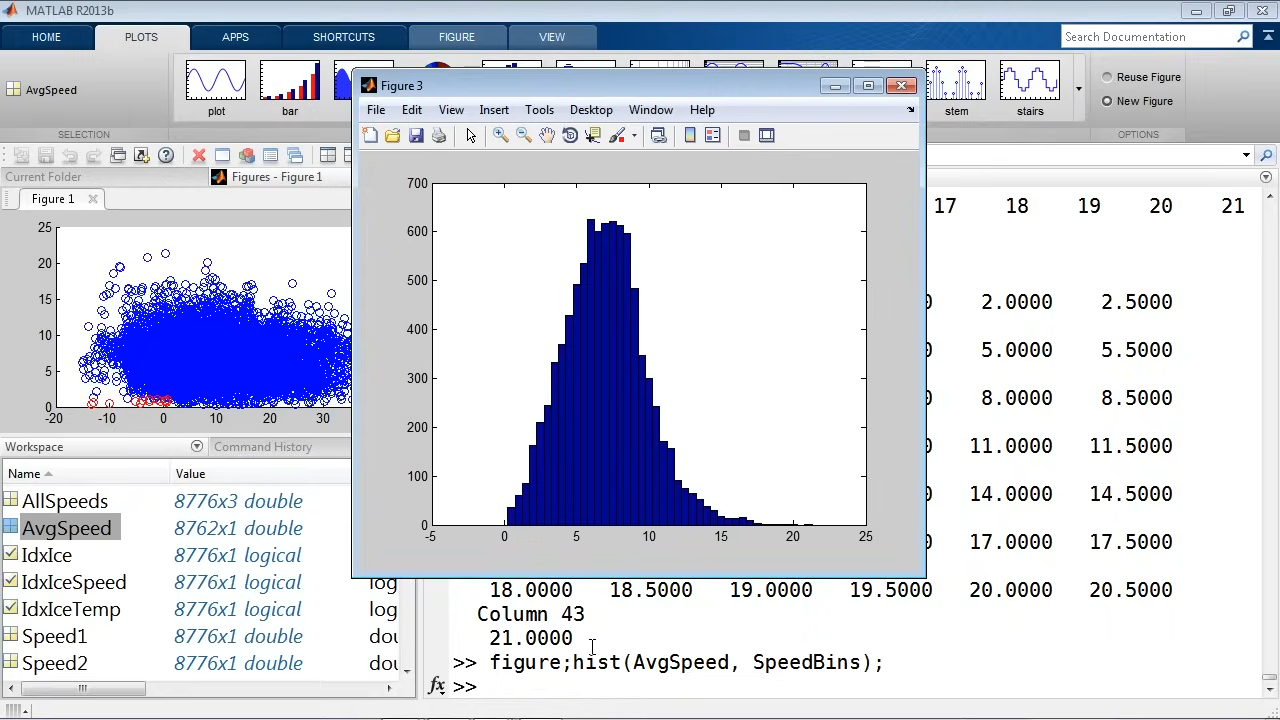 MATLAB R2013b
HOME PLOTS APPS SHORTCUTS FIGURE VIEW
Search Documentation
AvgSpeed
plot bar stem stairs
Reuse Figure
New Figure
SELECTION OPTIONS
Figure 3
File Edit View Insert Tools Desktop Window Help
Current Folder
Figures - Figure 1
Figure 1
25
20
15
10
5
0
-20 -10 0 10 20 30
700
600
500
400
300
200
100
0
-5 0 5 10 15 20 25
Workspace
Command History
Name Value
AllSpeeds 8776x3 double
AvgSpeed 8762x1 double
IdxIce 8776x1 logical
IdxIceSpeed 8776x1 logical log
IdxIceTemp 8776x1 logical log
Speed1 8776x1 double dou
Speed2 8776x1 double dou
17 18 19 20 21
2.0000 2.5000
5.0000 5.5000
8.0000 8.5000
11.0000 11.5000
14.0000 14.5000
17.0000 17.5000
18.0000 18.5000 19.0000 19.5000 20.0000 20.5000
Column 43
21.0000
>> figure;hist(AvgSpeed, SpeedBins);
fx >>